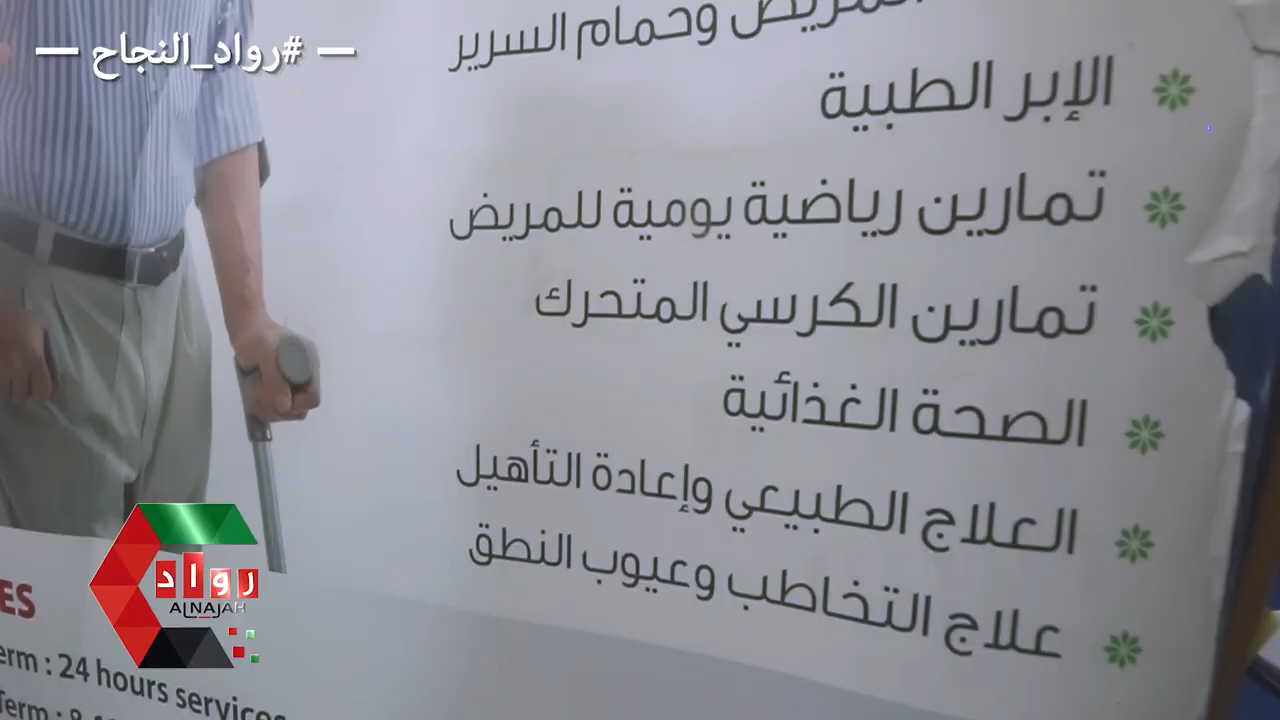 #رواد_النجاح
المريض وحمام السرير
الإبر الطبية
تمارين رياضية يومية للمريض
تمارين الكرسي المتحرك
الصحة الغذائية
العلاج الطبيعي وإعادة التأهيل
علاج التخاطب وعيوب النطق
رواد
ALNAJAH
ES
erm : 24 hours services
Term :